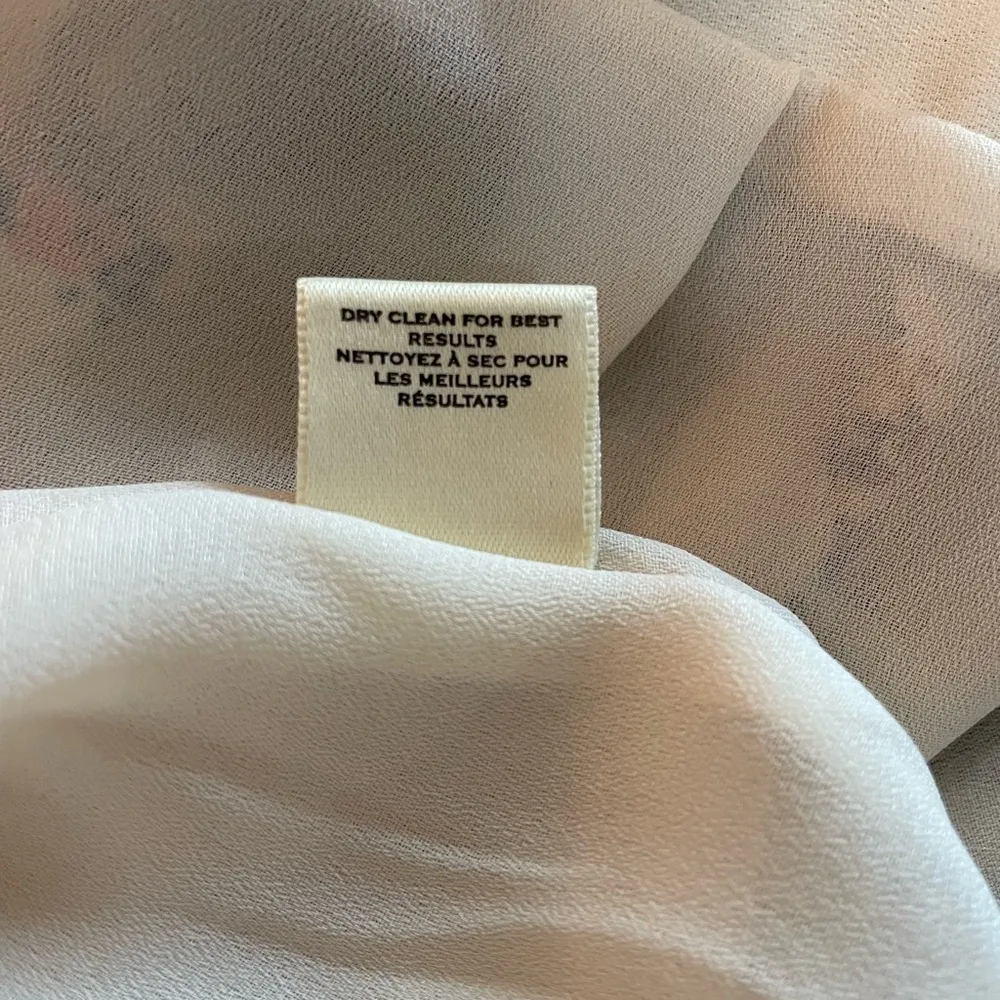 DRY CLEAN FOR BEST
RESULTS
NETTOYEZ À SEC POUR
LES MEILLEURS
RÉSULTATS